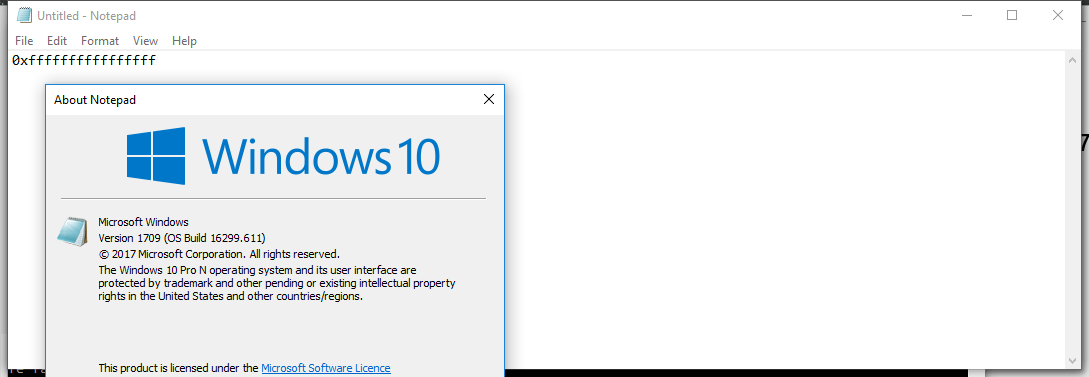 Untitled - Notepad
File Edit Format View Help
0xffffffffffffffff
About Notepad
Windows 10
Microsoft Windows
Version 1709 (OS Build 16299.611)
© 2017 Microsoft Corporation. All rights reserved.
The Windows 10 Pro N operating system and its user interface are
protected by trademark and other pending or existing intellectual property
rights in the United States and other countries/regions.
This product is licensed under the Microsoft Software Licence